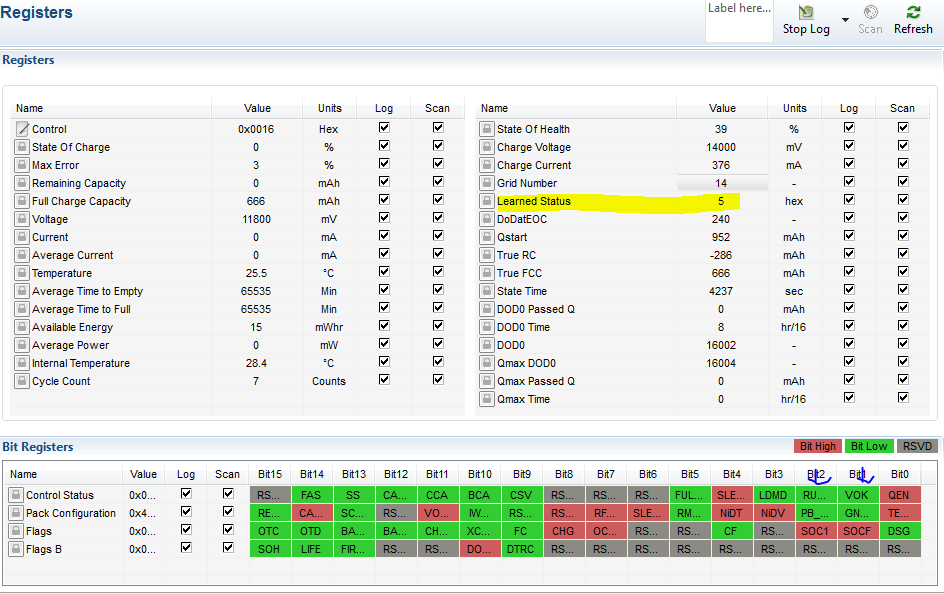 Registers
Label here...
Stop Log
Scan
Refresh
Registers
Name Value Units Log Scan
Control 0x0016 Hex
State Of Charge 0 %
Max Error 3 %
Remaining Capacity 0 mAh
Full Charge Capacity 666 mAh
Voltage 11800 mV
Current 0 mA
Average Current 0 mA
Temperature 25.5 °C
Average Time to Empty 65535 Min
Average Time to Full 65535 Min
Available Energy 15 mWhr
Average Power 0 mW
Internal Temperature 28.4 °C
Cycle Count 7 Counts
Name Value Units Log Scan
State Of Health 39 %
Charge Voltage 14000 mV
Charge Current 376 mA
Grid Number 14 -
Learned Status 5 hex
DoDatEOC 240 -
Qstart 952 mAh
True RC -286 mAh
True FCC 666 mAh
State Time 4237 sec
DOD0 Passed Q 0 mAh
DOD0 Time 8 hr/16
DOD0 16002 -
Qmax DOD0 16004 -
Qmax Passed Q 0 mAh
Qmax Time 0 hr/16
Bit Registers
Bit High Bit Low RSVD
Name Value Log Scan Bit15 Bit14 Bit13 Bit12 Bit11 Bit10 Bit9 Bit8 Bit7 Bit6 Bit5 Bit4 Bit3 Bit2 Bit1 Bit0
Control Status 0x0... RS... FAS SS CA... CCA BCA CSV RS... RS... RS... FUL... SLE... LDMD RU... VOK QEN
Pack Configuration 0x4... RE... CA... SC... RS... VO... IW... RS... RS... RF... SLE... RM... NiDT NiDV PB_... GN... TE...
Flags 0x0... OTC OTD BA... BA... CH... XC... FC CHG OC... RS... RS... CF RS... SOC1 SOCF DSG
Flags B 0x0... SOH LIFE FIR... RS... RS... DO... DTRC RS... RS... RS... RS... RS... RS... RS... RS... RS...